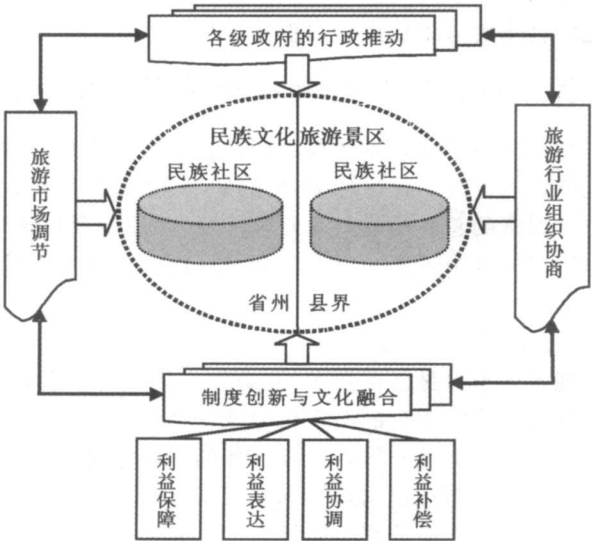 各级政府的行政推动
民族文化旅游景区
民族社区
民族社区
旅游市场调节
旅游行业组织协商
省州
县界
制度创新与文化融合
利益保障
利益表达
利益协调
利益补偿